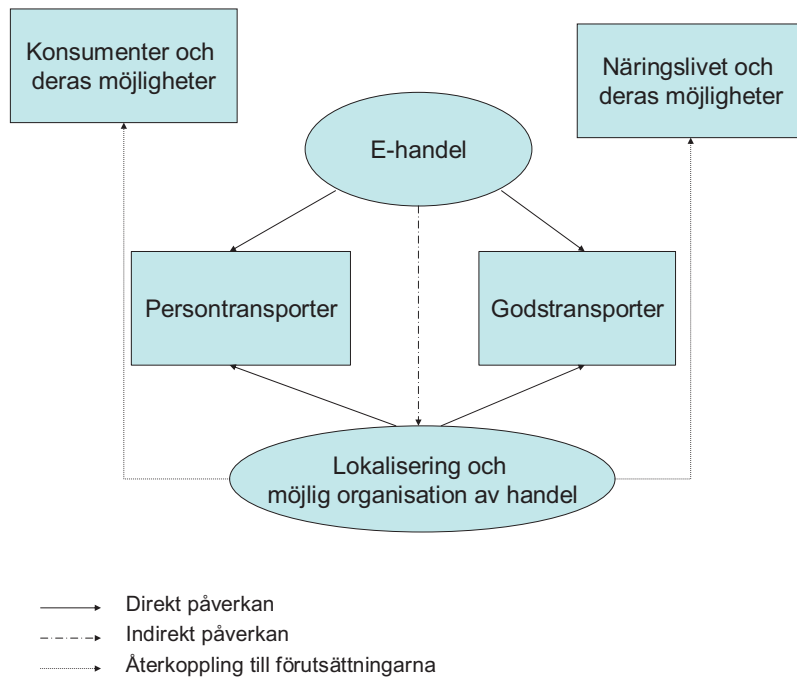 Konsumenter och
deras möjligheter
Näringslivet och
deras möjligheter
E-handel
Persontransporter
Godstransporter
Lokalisering och
möjlig organisation av handel
Direkt påverkan
Indirekt påverkan
Återkoppling till förutsättningarna